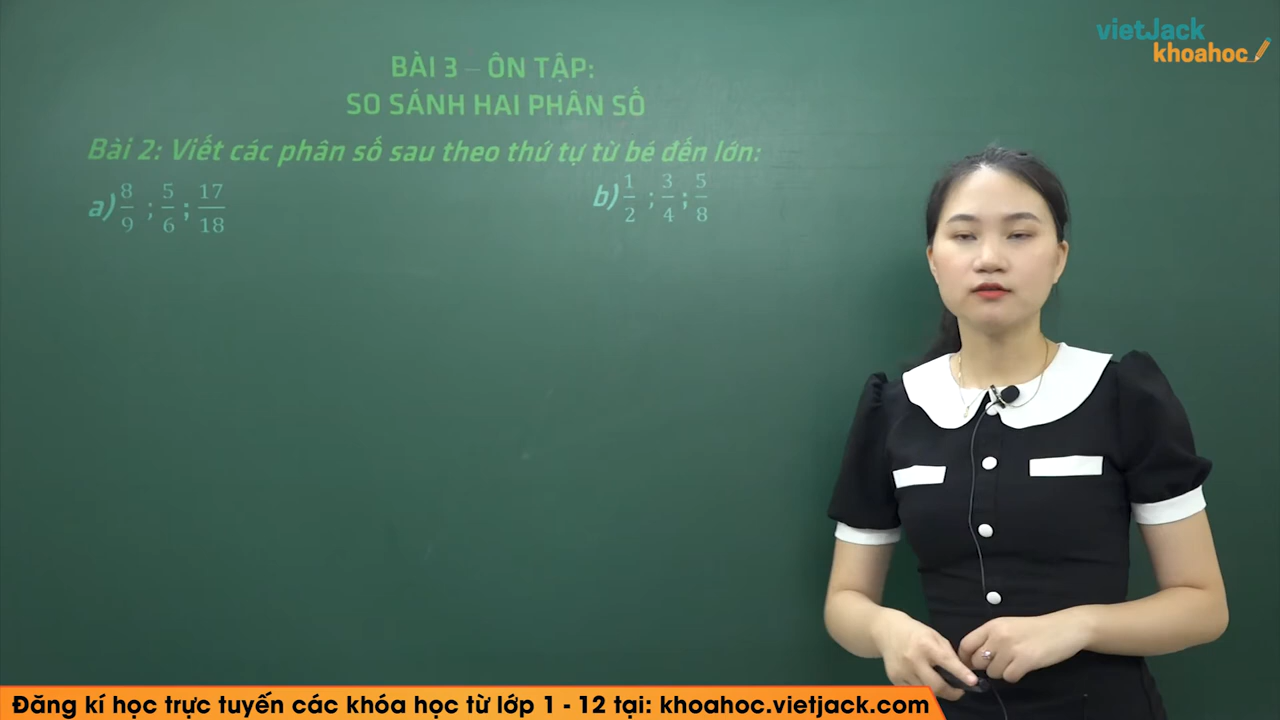 vietJack
khoahoc
BÀI 3 – ÔN TẬP:
SO SÁNH HAI PHÂN SỐ
Bài 2: Viết các phân số sau theo thứ tự từ bé đến lớn:
a) 8/9 ; 5/6 ; 17/18
b) 1/2 ; 3/4 ; 5/8
Đăng kí học trực tuyến các khóa học từ lớp 1 - 12 tại: khoahoc.vietjack.com